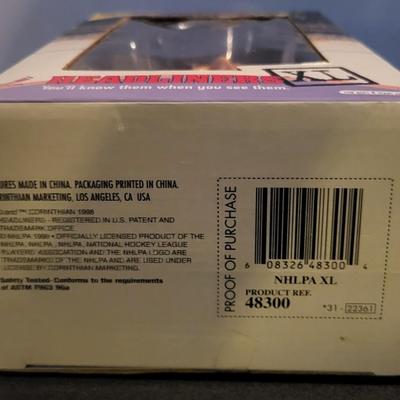 HEADLINERS XL
You'll know them when you see them.
URES MADE IN CHINA. PACKAGING PRINTED IN CHINA.
RINTHIAN MARKETING, LOS ANGELES, CA USA
CORINTHIAN 1998
HEADLINERS - REGISTERED IN U.S. PATENT AND
TRADEMARK OFFICE
NHLPA 1998 - OFFICIALLY LICENSED PRODUCT OF THE
NHLPA, NHLPA, NATIONAL HOCKEY LEAGUE
PLAYERS' ASSOCIATION AND THE NHLPA LOGO ARE
TRADEMARKS OF THE NHLPA AND ARE USED UNDER
LICENSE BY CORINTHIAN MARKETING.
Safety Tested- Conforms to the requirements
of ASTM F963 96a
PROOF OF PURCHASE
6 08326 48300 4
NHLPA XL
PRODUCT REF.
48300
*31- 22361